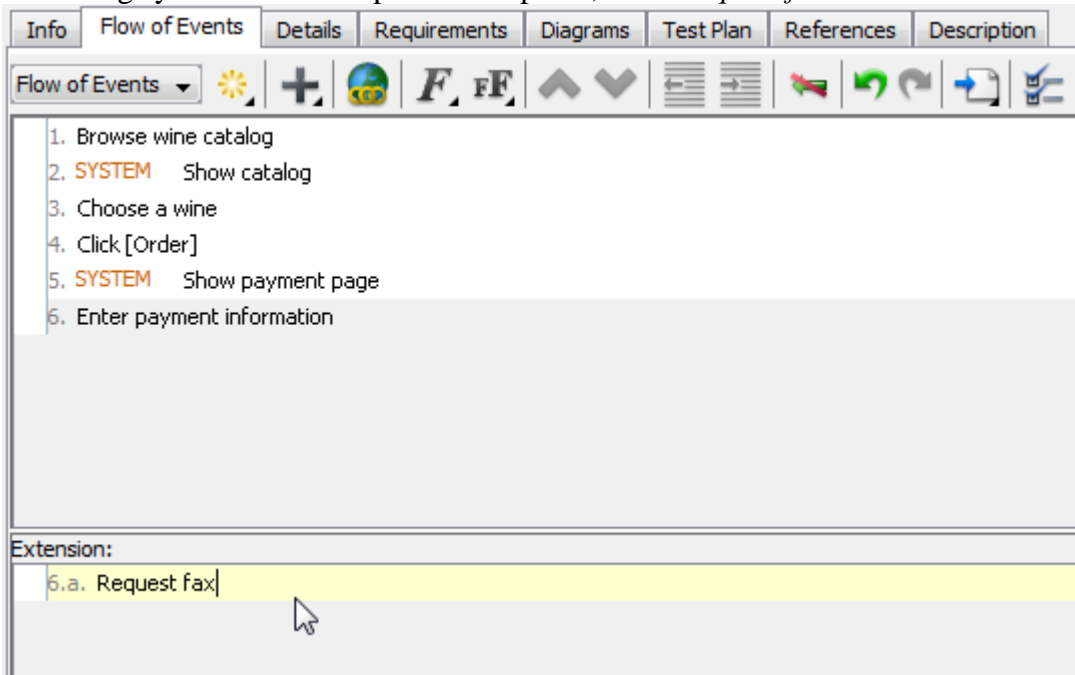 Info Flow of Events Details Requirements Diagrams Test Plan References Description
Flow of Events
1. Browse wine catalog
2. SYSTEM Show catalog
3. Choose a wine
4. Click [Order]
5. SYSTEM Show payment page
6. Enter payment information
Extension:
6.a. Request fax